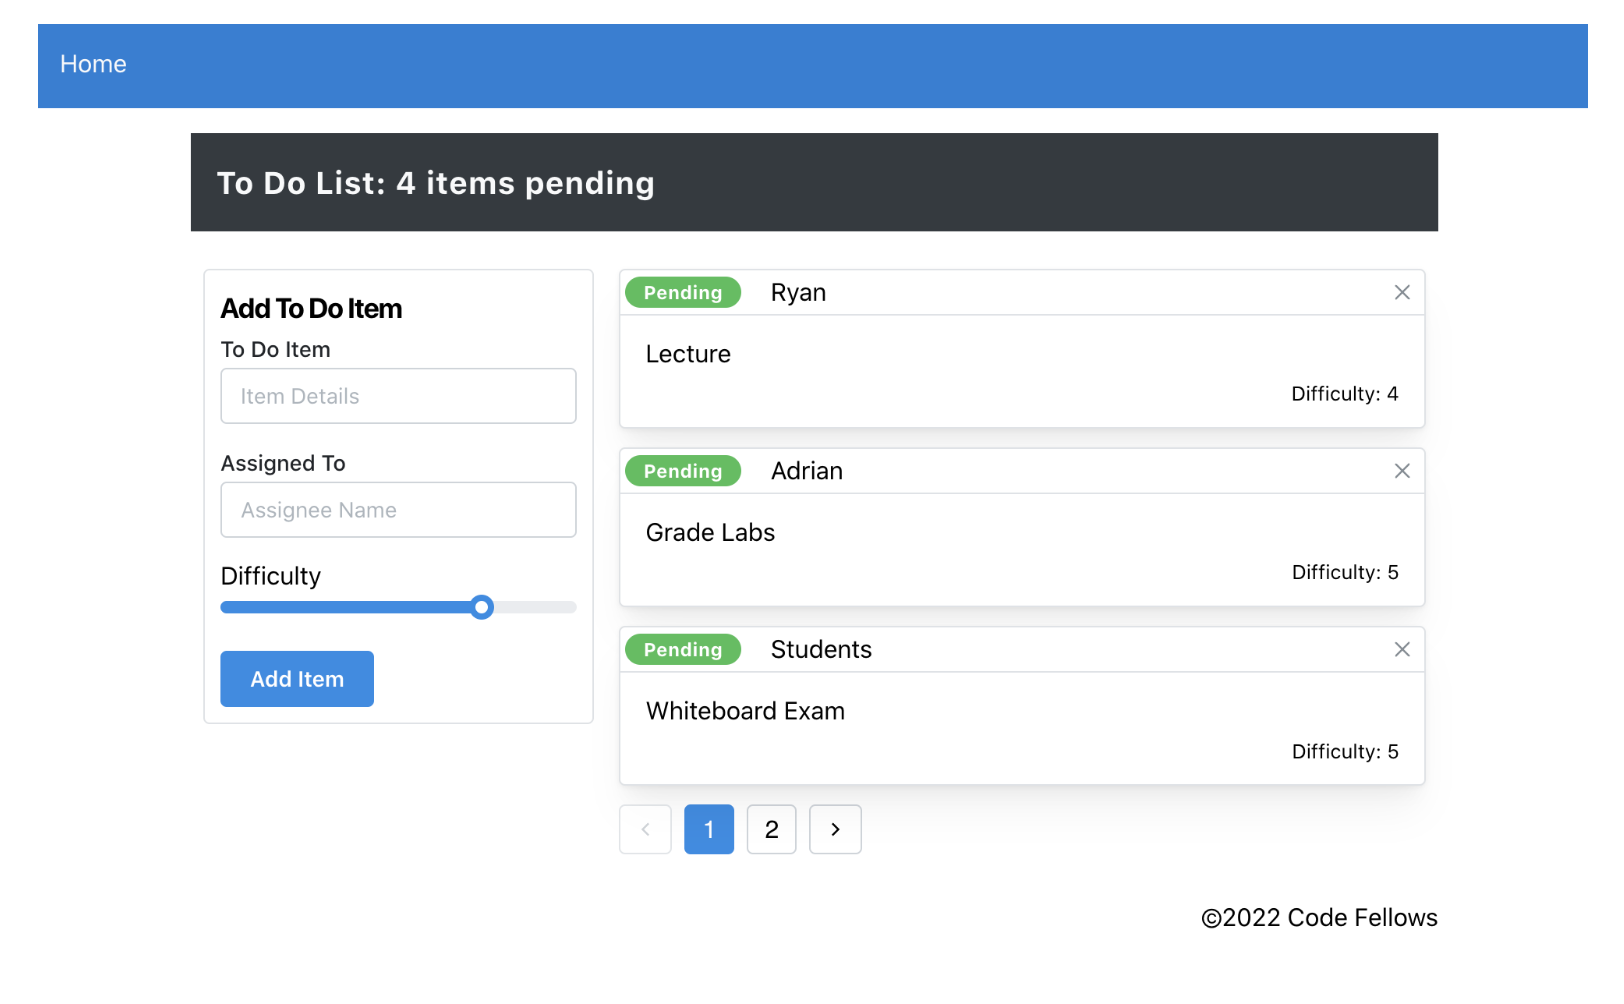 Home
To Do List: 4 items pending
Add To Do Item
To Do Item
Item Details
Assigned To
Assignee Name
Difficulty
Add Item
Pending Ryan
Lecture
Difficulty: 4
Pending Adrian
Grade Labs
Difficulty: 5
Pending Students
Whiteboard Exam
Difficulty: 5
1 2
©2022 Code Fellows